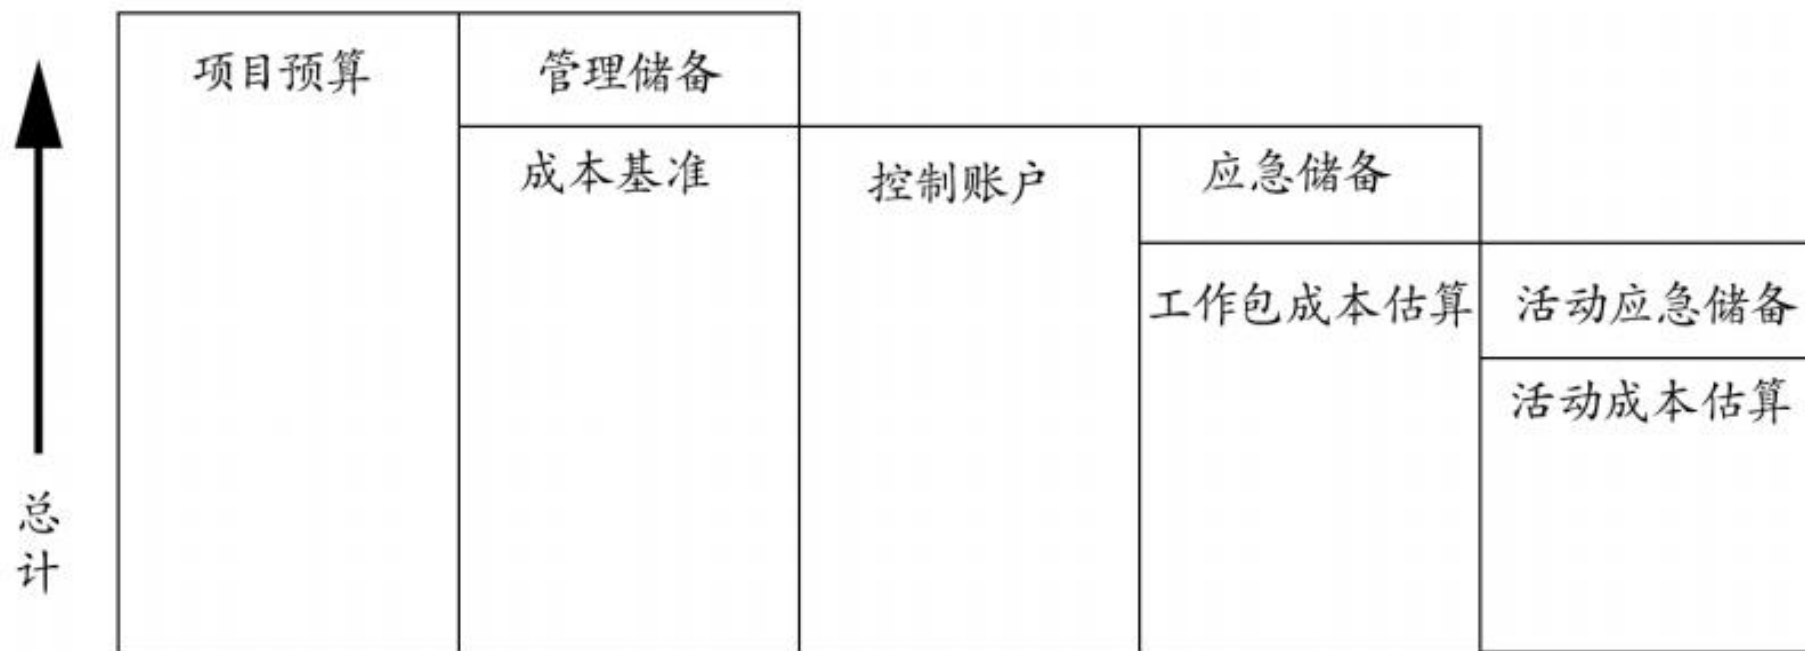 项目预算
管理储备
成本基准
控制账户
应急储备
工作包成本估算
活动应急储备
活动成本估算
总
计